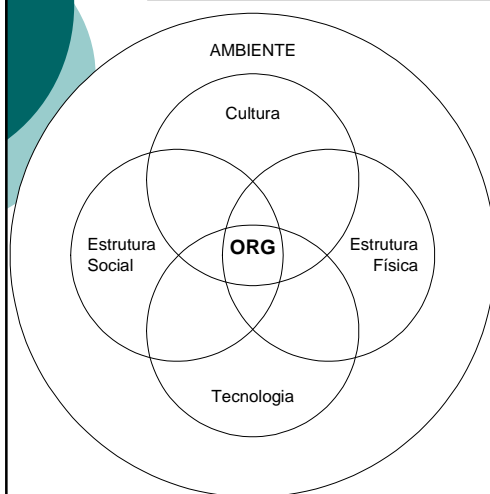 AMBIENTE
Cultura
Estrutura
Social
ORG
Estrutura
Física
Tecnologia